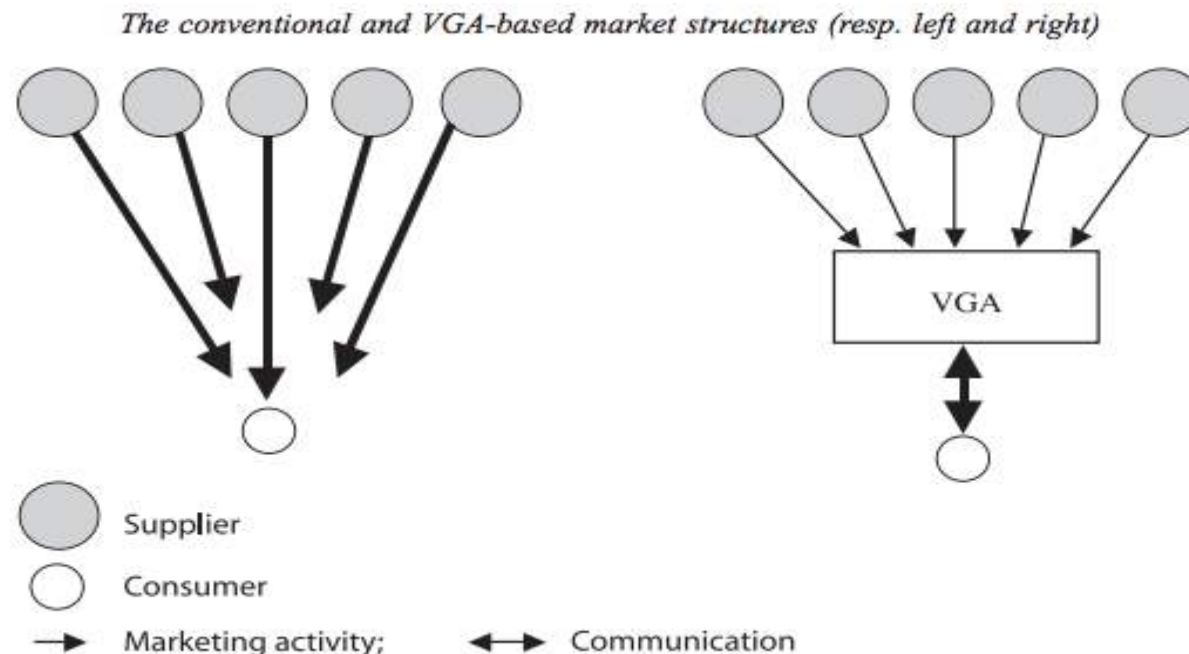 The conventional and VGA-based market structures (resp. left and right)
VGA
Supplier
Consumer
Marketing activity; Communication